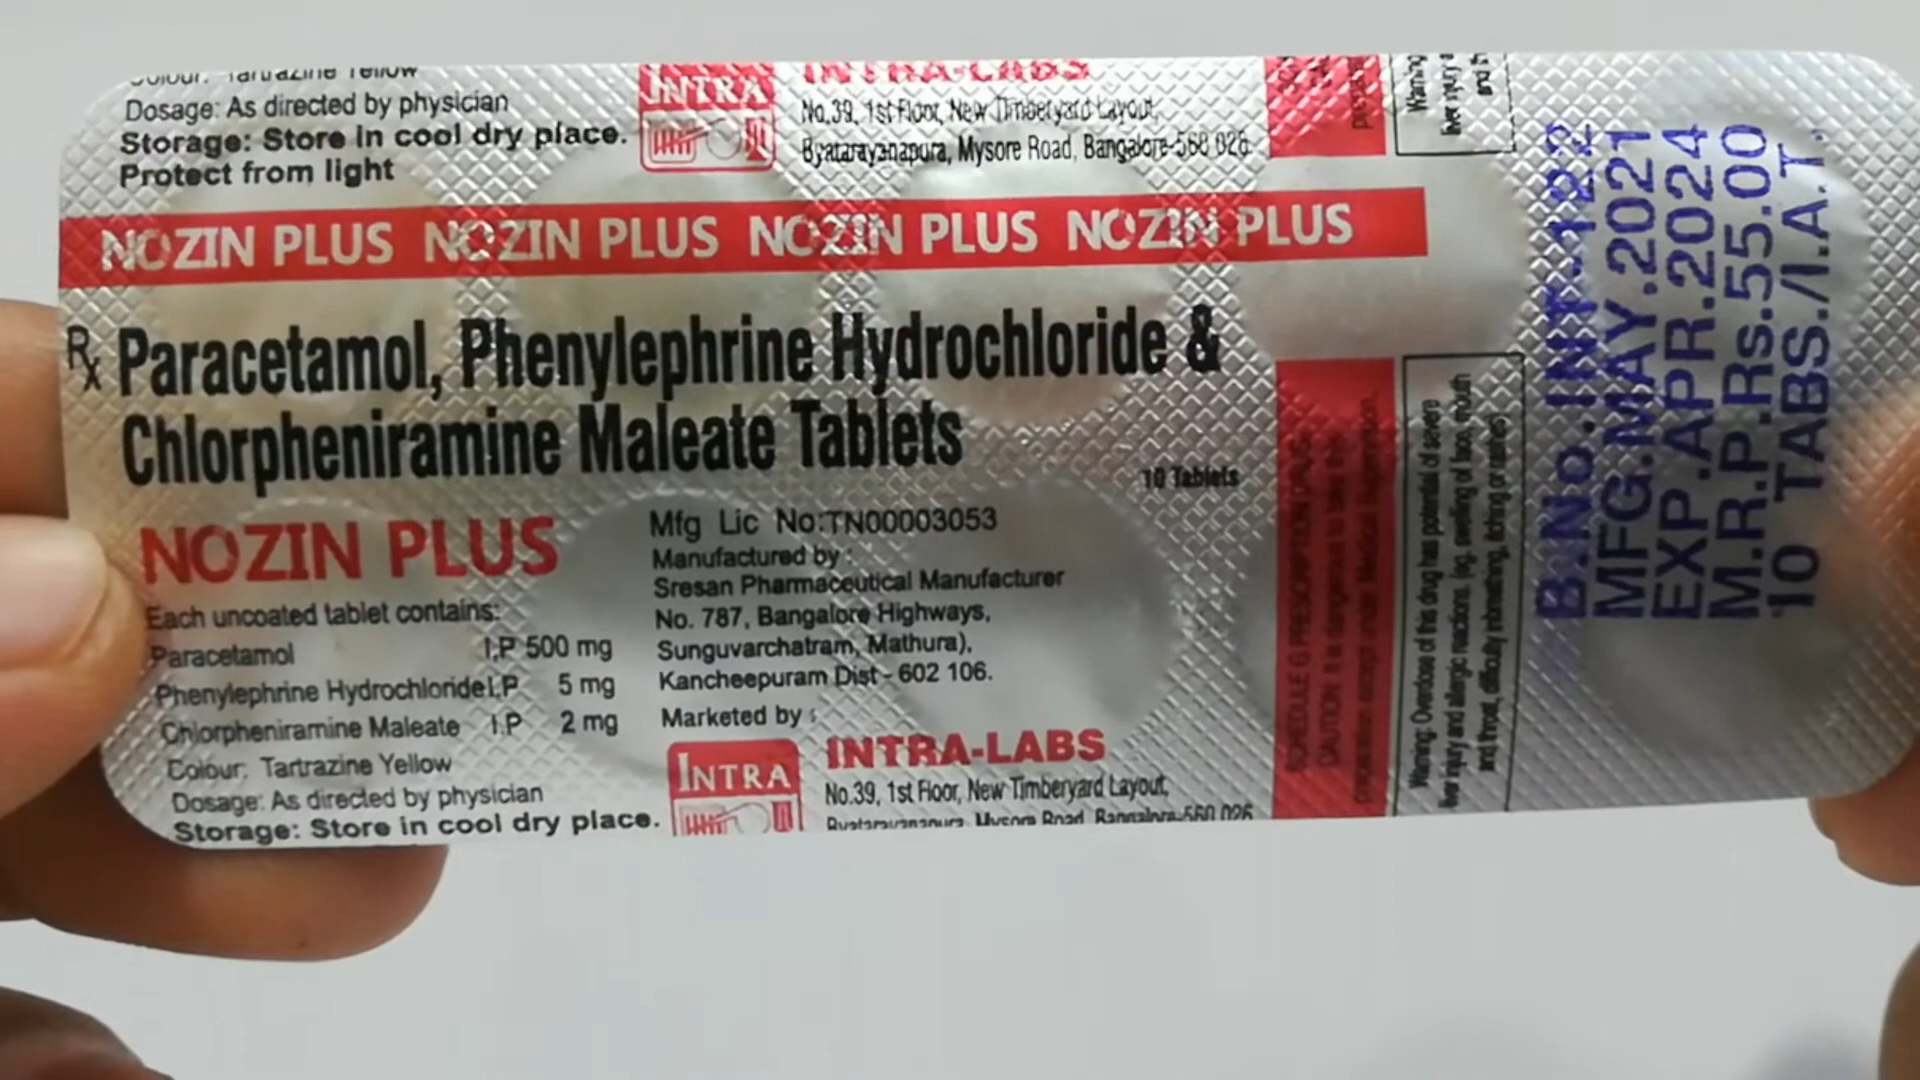 Colour: Tartrazine Yellow
Dosage: As directed by physician
Storage: Store in cool dry place.
Protect from light
INTRA
INTRA-LABS
No.39, 1st Floor, New Timberyard Layout,
Byatarayanapura, Mysore Road, Bangalore-560 026
Warning
liver injury a
and th
NOZIN PLUS NOZIN PLUS NOZIN PLUS NOZIN PLUS
Rx Paracetamol, Phenylephrine Hydrochloride &
Chlorpheniramine Maleate Tablets
10 Tablets
NOZIN PLUS
Each uncoated tablet contains:
Paracetamol I.P 500 mg
Phenylephrine Hydrochloride I.P 5 mg
Chlorpheniramine Maleate I.P 2 mg
Colour: Tartrazine Yellow
Dosage: As directed by physician
Storage: Store in cool dry place.
Mfg Lic No:TN00003053
Manufactured by :
Sresan Pharmaceutical Manufacturer
No. 787, Bangalore Highways,
Sunguvarchatram, Mathura),
Kancheepuram Dist - 602 106.
Marketed by :
INTRA
INTRA-LABS
No.39, 1st Floor, New Timberyard Layout,
Byatarayanapura, Mysore Road, Bangalore-560 026
SCHEDULE G PRESCRIPTION DRUG
CAUTION: It is dangerous to take this
preparation except under Medical Supervision.
Warning: Overdose of this drug has potential of severe
liver injury and allergic reactions. (eg. swelling of face, mouth
and throat, difficulty in breathing, itching or rashes)
B.No.INT-122
MFG.MAY.2021
EXP.APR.2024
M.R.P.Rs.55.00
10 TABS./I.A.T.